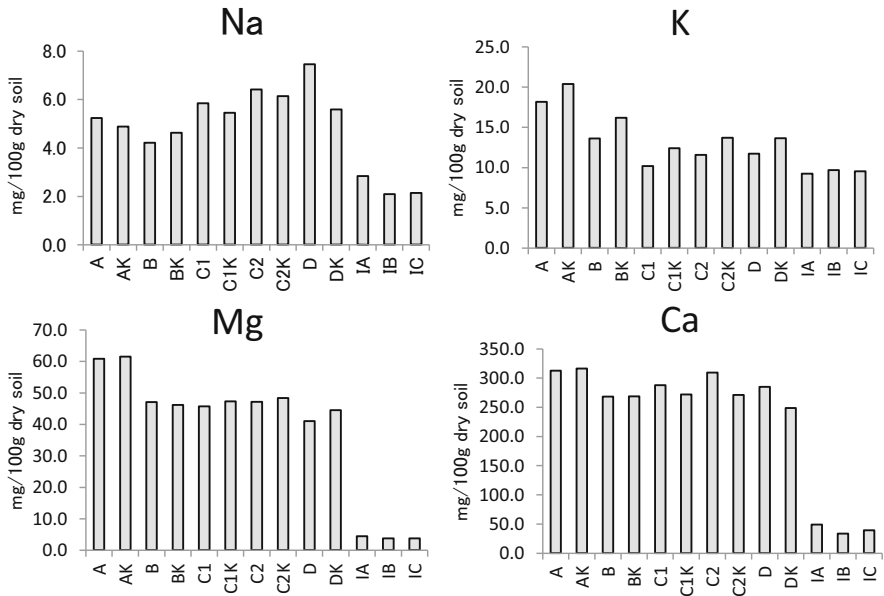 Na
mg/100g dry soil
8.0
6.0
4.0
2.0
0.0
A AK B BK C1 C1K C2 C2K D DK IA IB IC
K
mg/100g dry soil
25.0
20.0
15.0
10.0
5.0
0.0
A AK B BK C1 C1K C2 C2K D DK IA IB IC
Mg
mg/100g dry soil
70.0
60.0
50.0
40.0
30.0
20.0
10.0
0.0
A AK B BK C1 C1K C2 C2K D DK IA IB IC
Ca
mg/100g dry soil
350.0
300.0
250.0
200.0
150.0
100.0
50.0
0.0
A AK B BK C1 C1K C2 C2K D DK IA IB IC